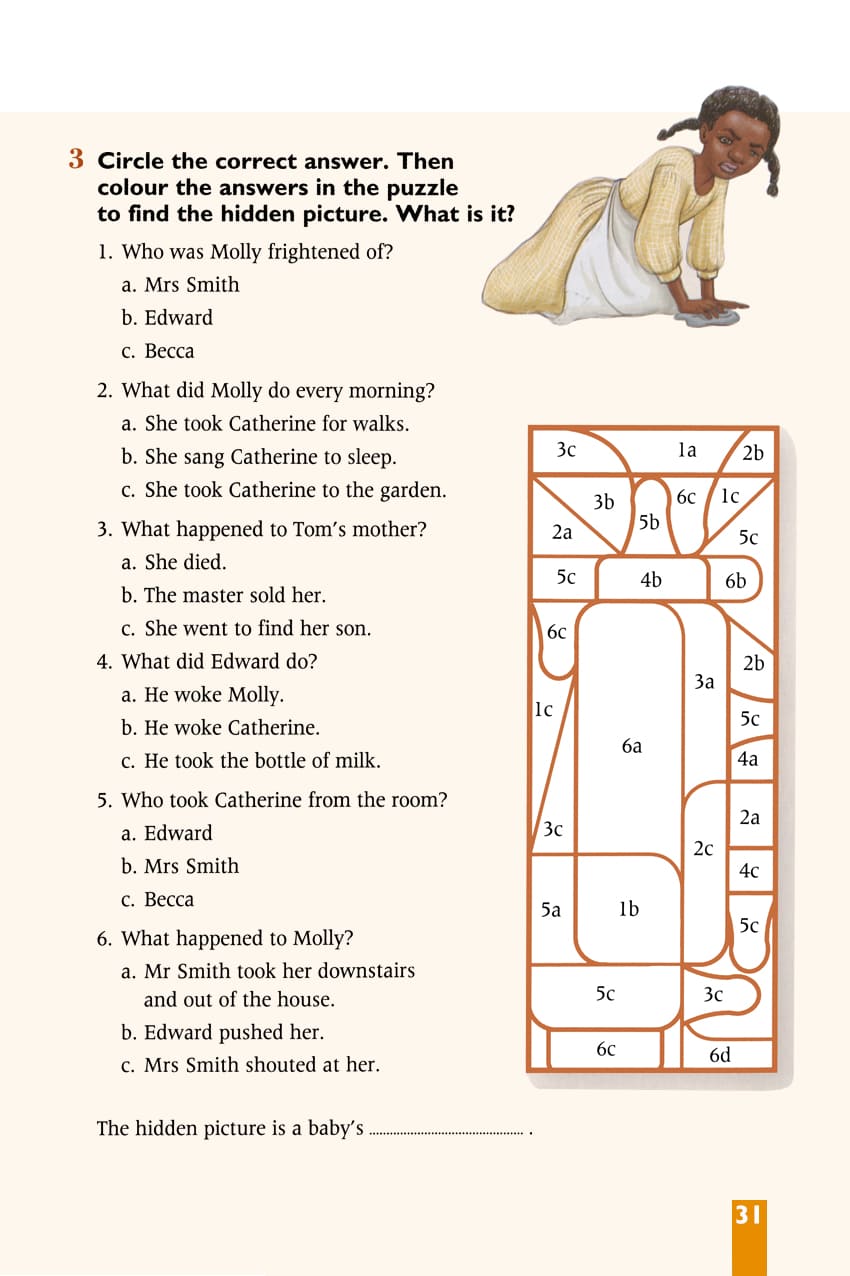 3 Circle the correct answer. Then
colour the answers in the puzzle
to find the hidden picture. What is it?
1. Who was Molly frightened of?
a. Mrs Smith
b. Edward
c. Becca
2. What did Molly do every morning?
a. She took Catherine for walks.
b. She sang Catherine to sleep.
c. She took Catherine to the garden.
3. What happened to Tom's mother?
a. She died.
b. The master sold her.
c. She went to find her son.
4. What did Edward do?
a. He woke Molly.
b. He woke Catherine.
c. He took the bottle of milk.
5. Who took Catherine from the room?
a. Edward
b. Mrs Smith
c. Becca
6. What happened to Molly?
a. Mr Smith took her downstairs
and out of the house.
b. Edward pushed her.
c. Mrs Smith shouted at her.
3c 1a 2b
3b 6c 1c
2a 5b 5c
5c 4b 6b
6c
2b
3a
1c
5c
6a
4a
2a
3c
2c
4c
5a 1b
5c
5c 3c
6c 6d
The hidden picture is a baby's .......................................... .
31